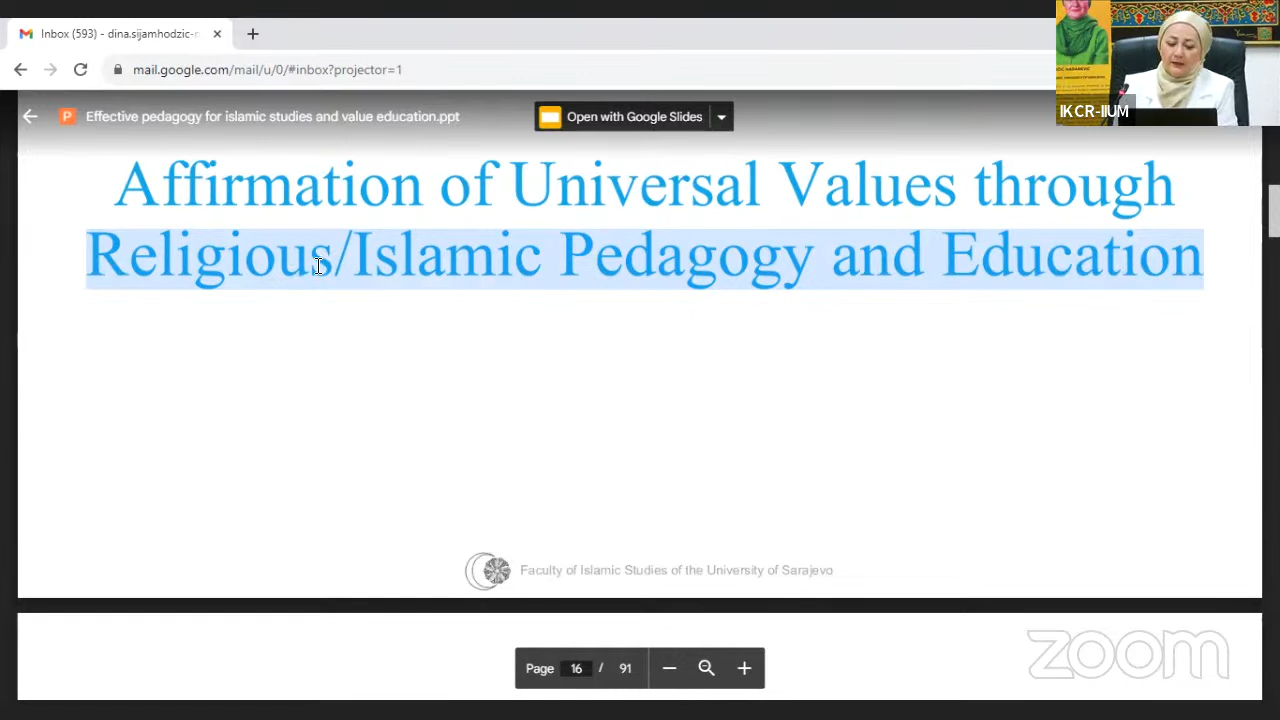 Inbox (593) - dina.sijamhodzic-n
mail.google.com/mail/u/0/#inbox?projector=1
P Effective pedagogy for islamic studies and value education.ppt
Open with Google Slides
IKCR-IIUM
Affirmation of Universal Values through
Religious/Islamic Pedagogy and Education
Faculty of Islamic Studies of the University of Sarajevo
zoom
Page 16 / 91